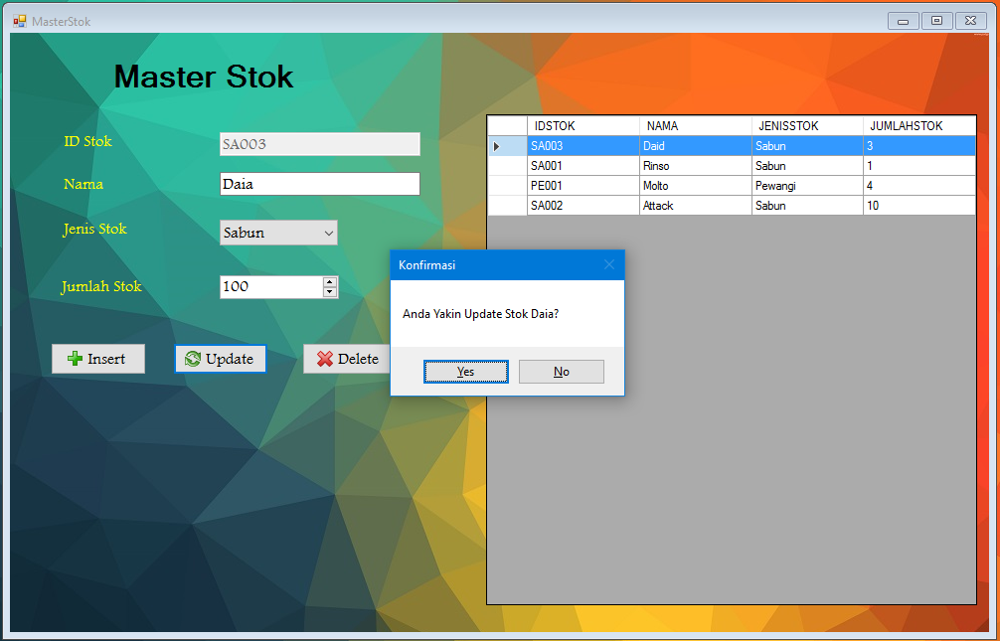 MasterStok
Master Stok
ID Stok
SA003
Nama
Daia
Jenis Stok
Sabun
Jumlah Stok
100
Insert
Update
Delete
IDSTOK NAMA JENISSTOK JUMLAHSTOK
SA003 Daid Sabun 3
SA001 Rinso Sabun 1
PE001 Molto Pewangi 4
SA002 Attack Sabun 10
Konfirmasi
Anda Yakin Update Stok Daia?
Yes
No